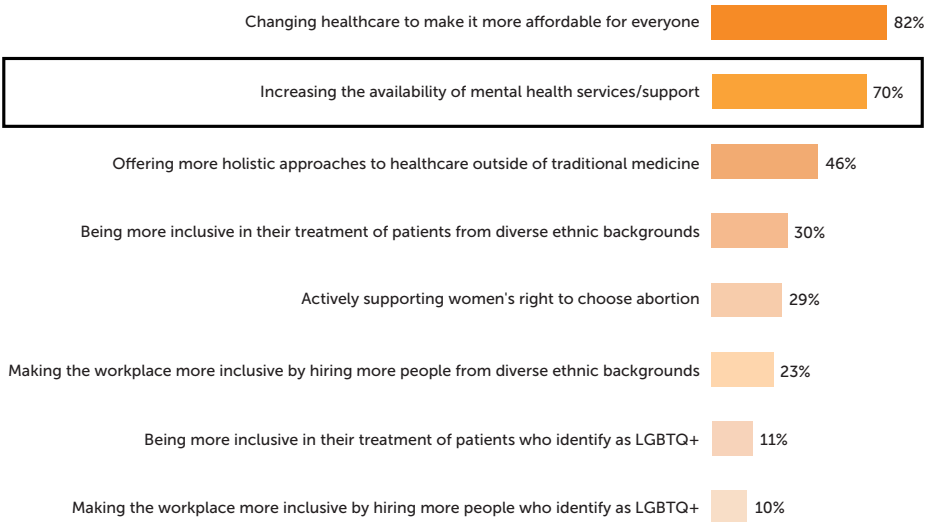 Changing healthcare to make it more affordable for everyone 82%
Increasing the availability of mental health services/support 70%
Offering more holistic approaches to healthcare outside of traditional medicine 46%
Being more inclusive in their treatment of patients from diverse ethnic backgrounds 30%
Actively supporting women's right to choose abortion 29%
Making the workplace more inclusive by hiring more people from diverse ethnic backgrounds 23%
Being more inclusive in their treatment of patients who identify as LGBTQ+ 11%
Making the workplace more inclusive by hiring more people who identify as LGBTQ+ 10%